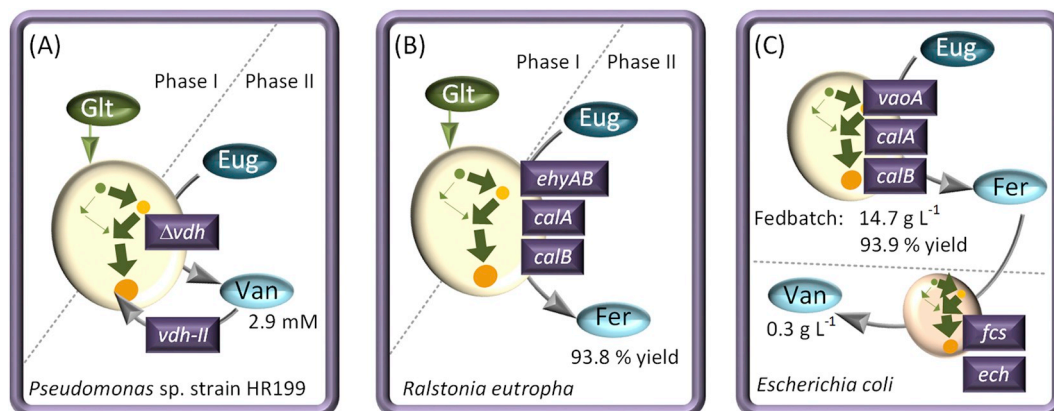 (A)
Phase I
Phase II
Glt
Eug
Δvdh
Van
2.9 mM
vdh-II
Pseudomonas sp. strain HR199
(B)
Phase I
Phase II
Glt
Eug
ehyAB
calA
calB
Fer
93.8 % yield
Ralstonia eutropha
(C)
Eug
vaoA
calA
calB
Fer
Fedbatch: 14.7 g L⁻¹
93.9 % yield
Van
0.3 g L⁻¹
fcs
ech
Escherichia coli